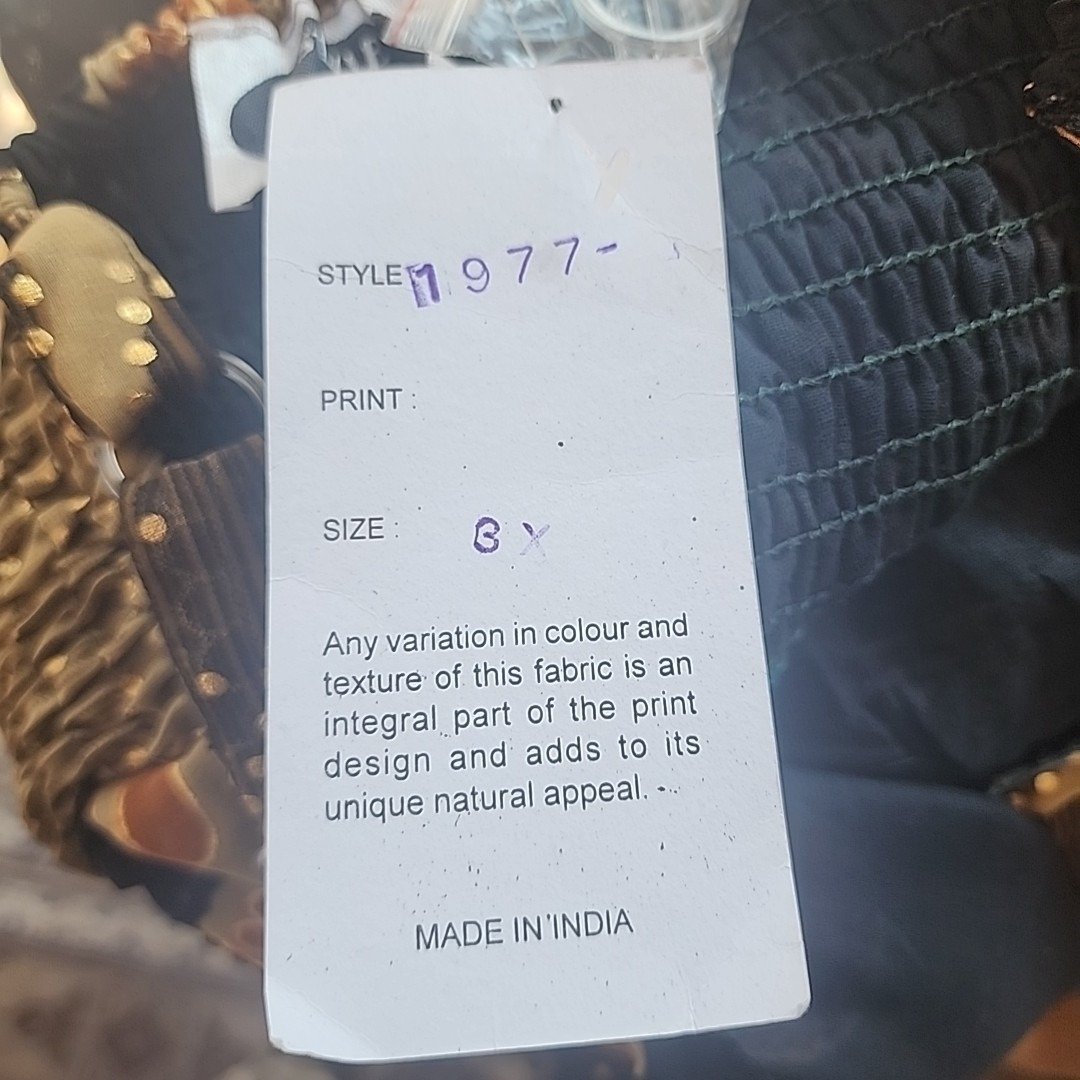 STYLE 1977-
PRINT :
SIZE : 3X
Any variation in colour and
texture of this fabric is an
integral part of the print
design and adds to its
unique natural appeal.
MADE IN INDIA